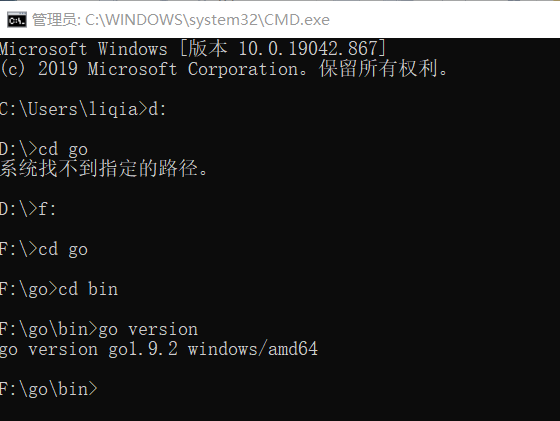 管理员: C:\WINDOWS\system32\CMD.exe
Microsoft Windows [版本 10.0.19042.867]
(c) 2019 Microsoft Corporation。保留所有权利。
C:\Users\liqia>d:
D:\>cd go
系统找不到指定的路径。
D:\>f:
F:\>cd go
F:\go>cd bin
F:\go\bin>go version
go version go1.9.2 windows/amd64
F:\go\bin>